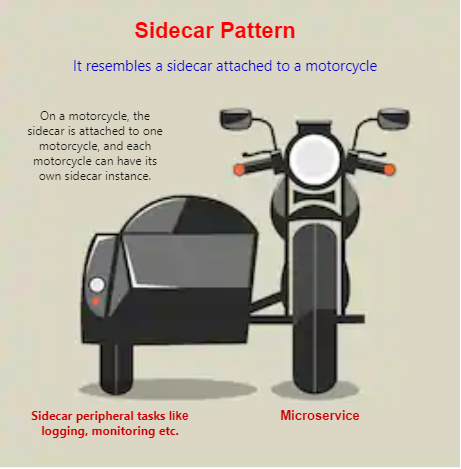 Sidecar Pattern
It resembles a sidecar attached to a motorcycle
On a motorcycle, the
sidecar is attached to one
motorcycle, and each
motorcycle can have its
own sidecar instance.
Sidecar peripheral tasks like
logging, monitoring etc.
Microservice